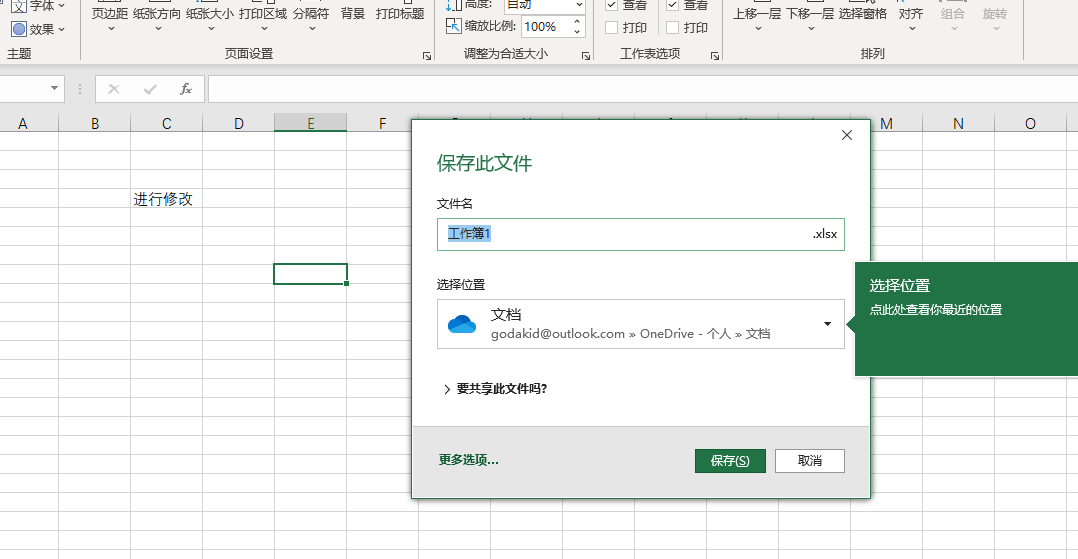 字体
效果
主题
页边距 纸张方向 纸张大小 打印区域 分隔符 背景 打印标题
页面设置
高度: 自动
缩放比例: 100%
调整为合适大小
查看 查看
打印 打印
工作表选项
上移一层 下移一层 选择窗格 对齐 组合 旋转
排列
fx
A B C D E F M N O
进行修改
保存此文件
文件名
工作簿1 .xlsx
选择位置
文档
godakid@outlook.com » OneDrive - 个人 » 文档
选择位置
点此处查看你最近的位置
要共享此文件吗?
更多选项... 保存(S) 取消